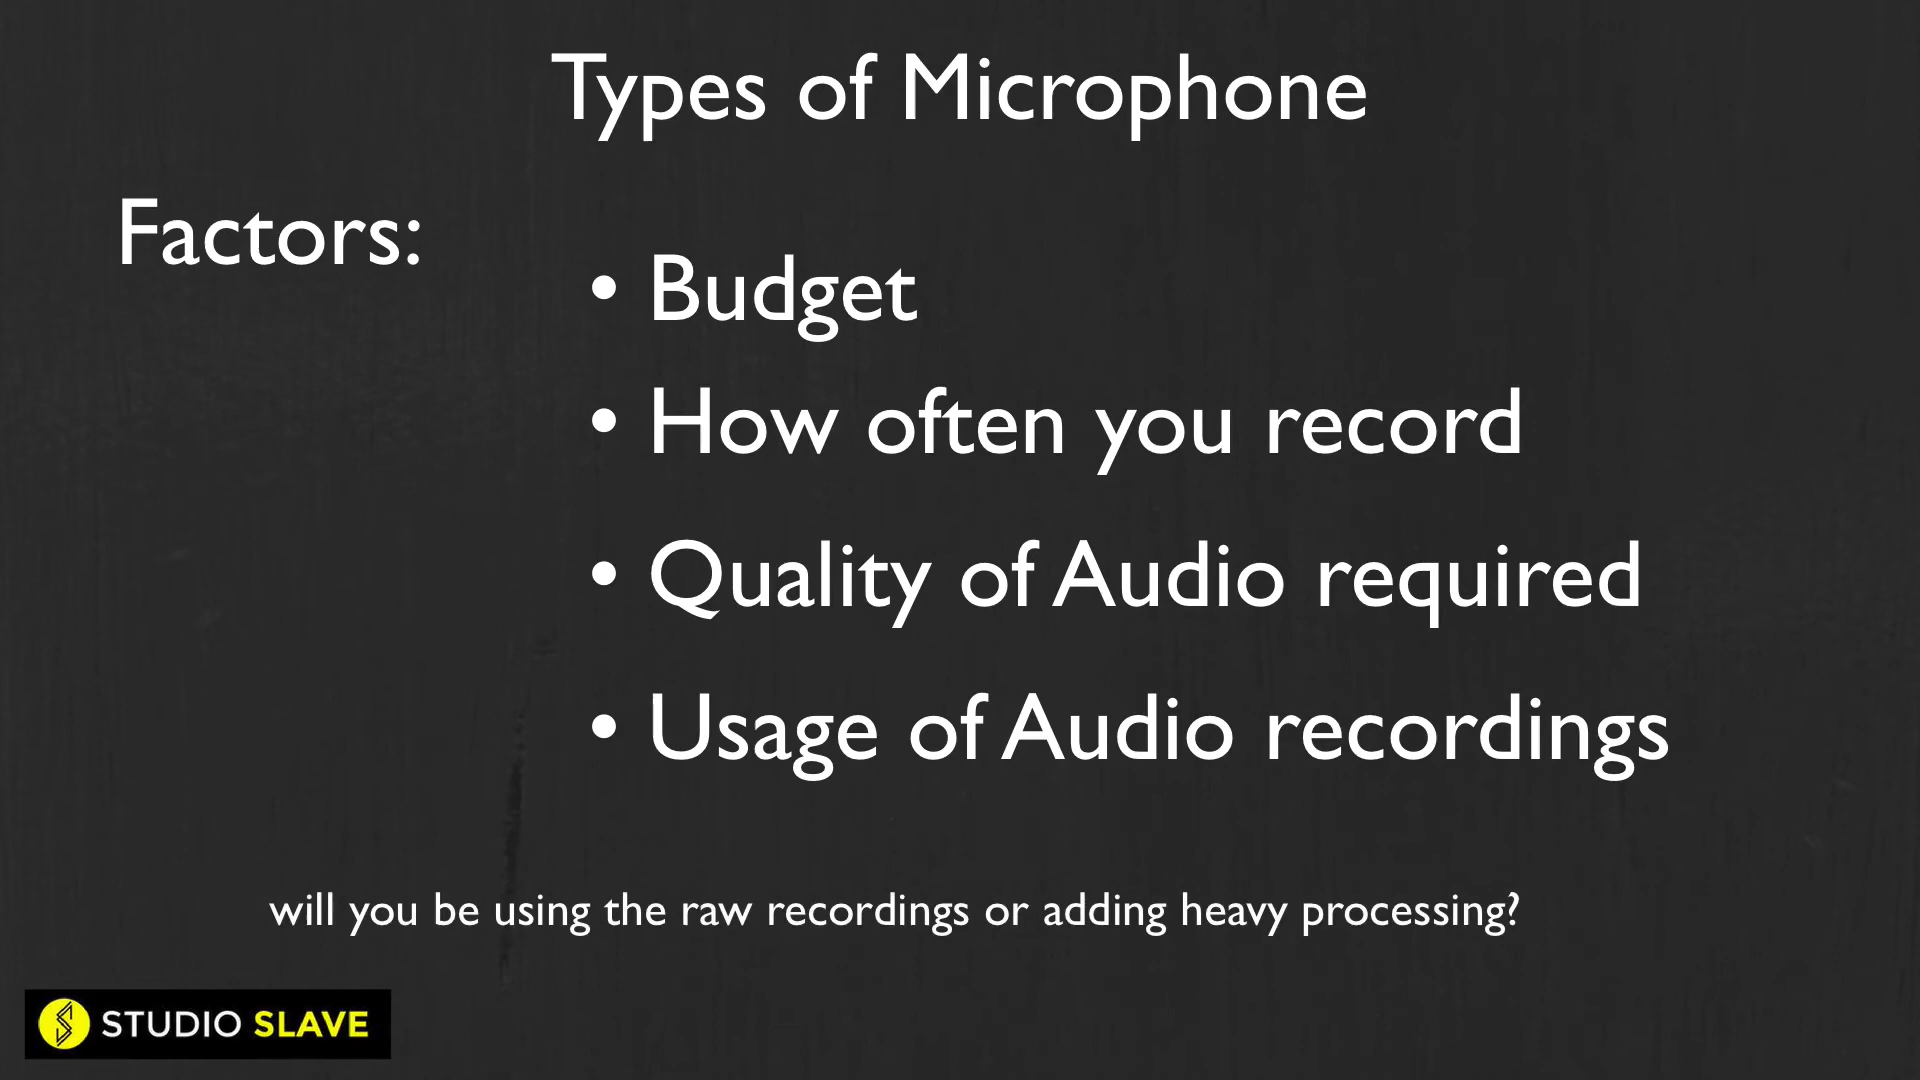 Types of Microphone
Factors:
• Budget
• How often you record
• Quality of Audio required
• Usage of Audio recordings
will you be using the raw recordings or adding heavy processing?
STUDIO SLAVE